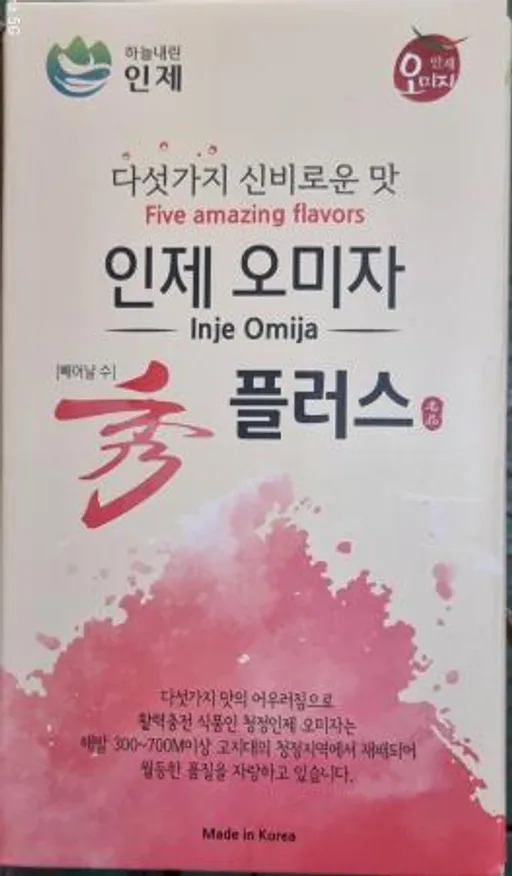 하늘내린
인제
인제
오미자
다섯가지 신비로운 맛
Five amazing flavors
인제 오미자
Inje Omija
[빼어날 수]
秀 플러스
다섯가지 맛의 어우러짐으로
활력충전 식품인 청정인제 오미자는
해발 300~700M이상 고지대의 청정지역에서 재배되어
월등한 품질을 자랑하고 있습니다.
Made in Korea